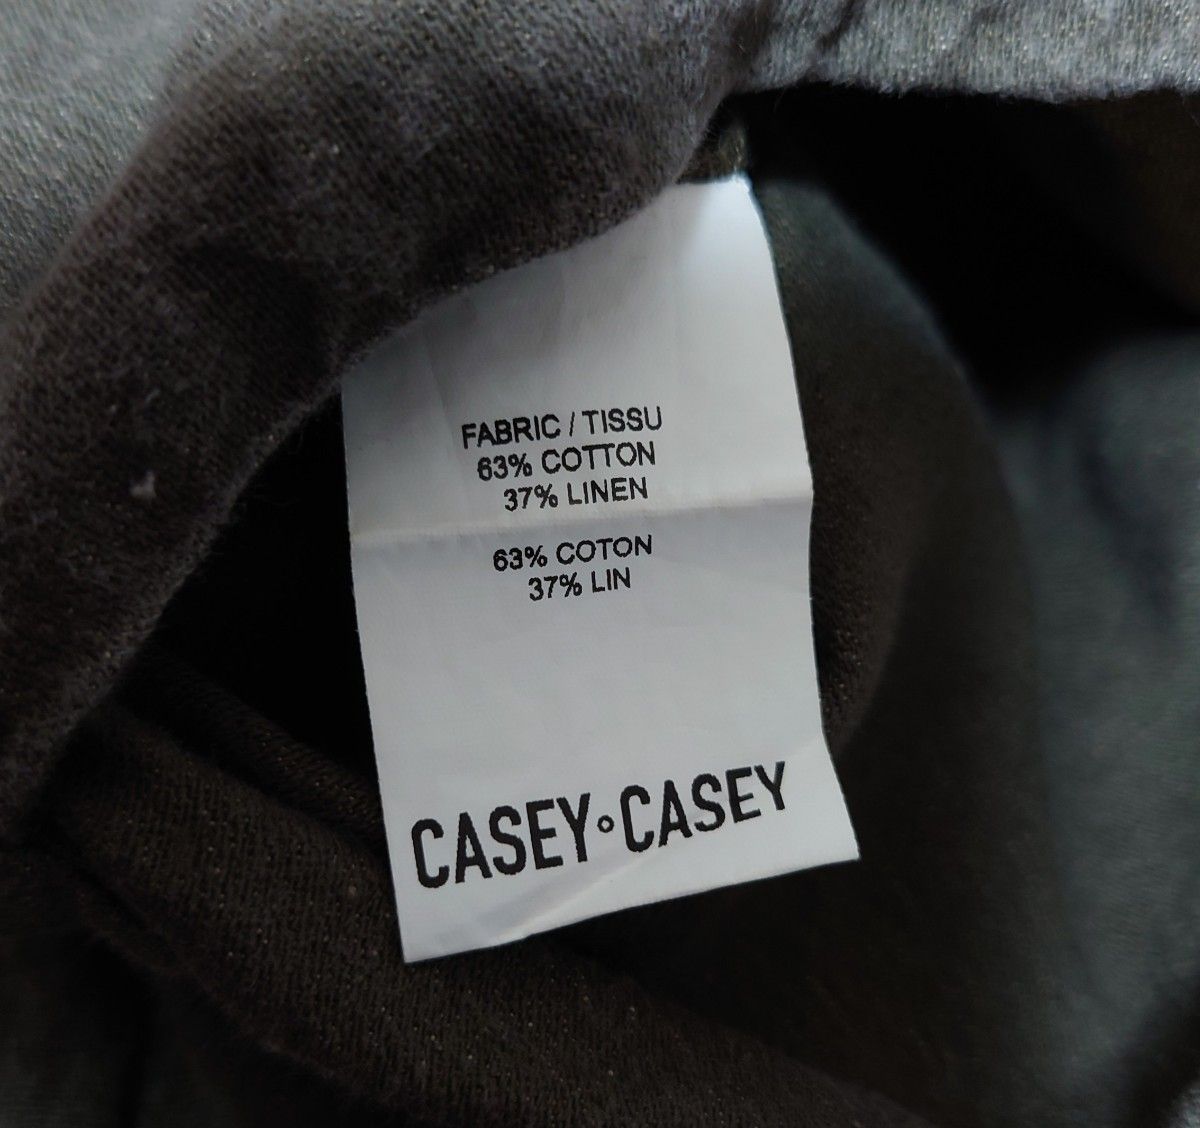 FABRIC / TISSU
63% COTTON
37% LINEN
63% COTON
37% LIN
CASEY∘CASEY